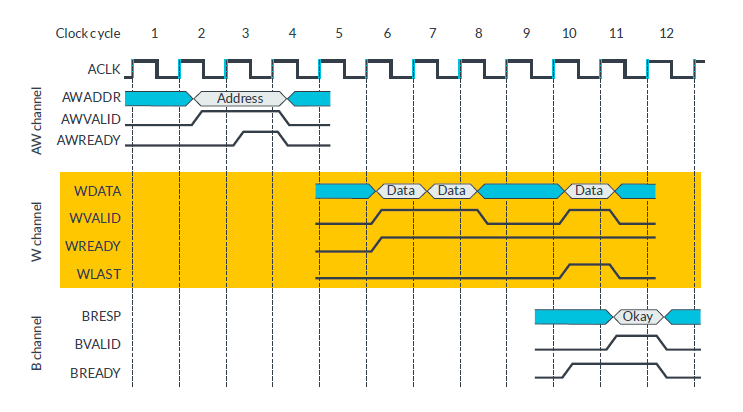 Clock cycle 1 2 3 4 5 6 7 8 9 10 11 12
ACLK
AW channel
AWADDR Address
AWVALID
AWREADY
W channel
WDATA Data Data Data
WVALID
WREADY
WLAST
B channel
BRESP Okay
BVALID
BREADY